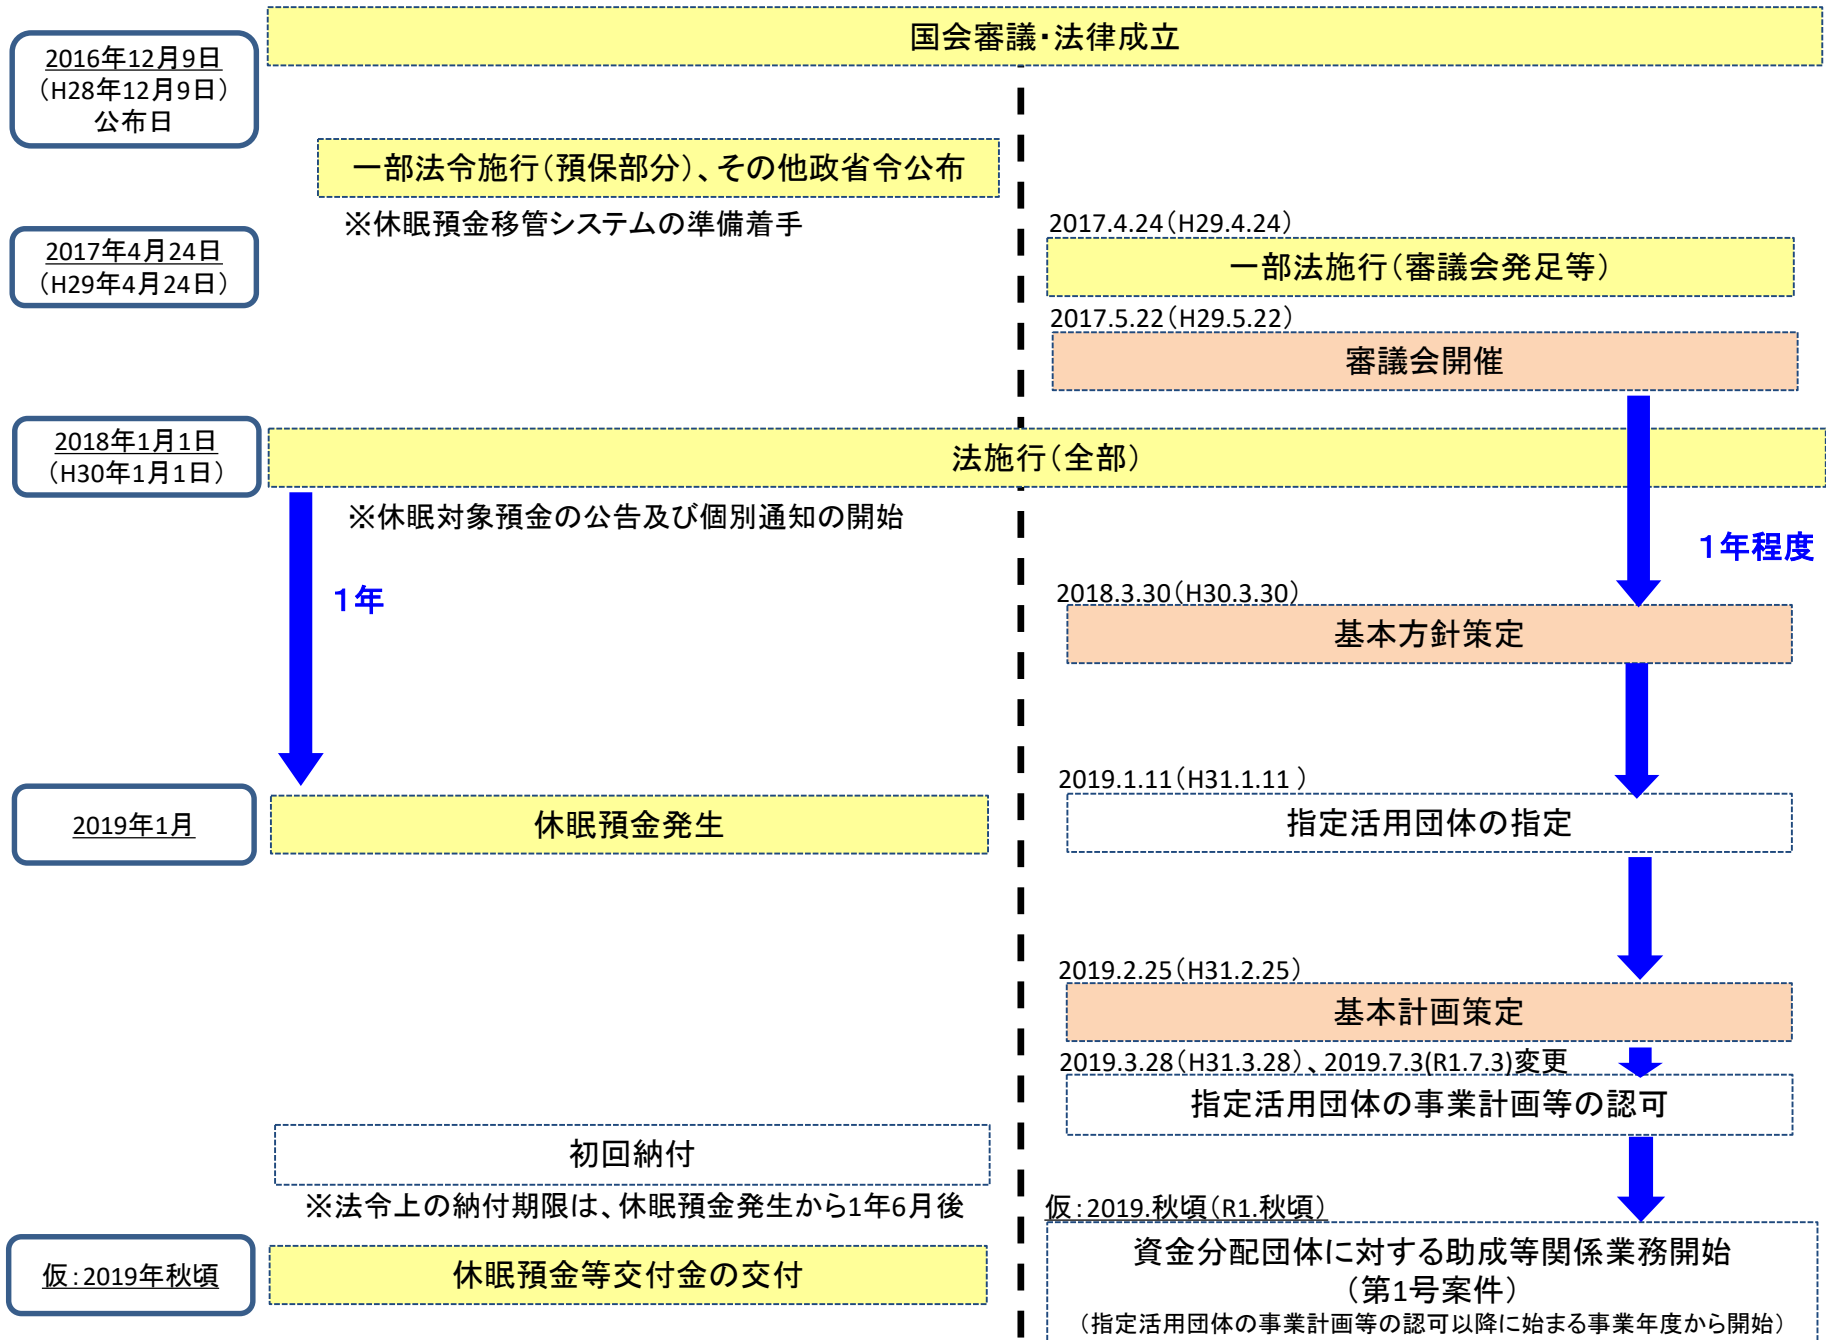 国会審議・法律成立
2016年12月9日
（H28年12月9日）
公布日
一部法令施行（預保部分）、その他政省令公布
※休眠預金移管システムの準備着手
2017.4.24（H29.4.24）
2017年4月24日
（H29年4月24日）
一部法施行（審議会発足等）
2017.5.22（H29.5.22）
審議会開催
2018年1月1日
（H30年1月1日）
法施行（全部）
※休眠対象預金の公告及び個別通知の開始
1年程度
1年
2018.3.30（H30.3.30）
基本方針策定
2019.1.11（H31.1.11 ）
2019年1月
休眠預金発生
指定活用団体の指定
2019.2.25（H31.2.25）
基本計画策定
2019.3.28（H31.3.28）、2019.7.3(R1.7.3)変更
指定活用団体の事業計画等の認可
初回納付
※法令上の納付期限は、休眠預金発生から1年6月後
仮：2019.秋頃（R1.秋頃）
仮：2019年秋頃
休眠預金等交付金の交付
資金分配団体に対する助成等関係業務開始
（第1号案件）
（指定活用団体の事業計画等の認可以降に始まる事業年度から開始）